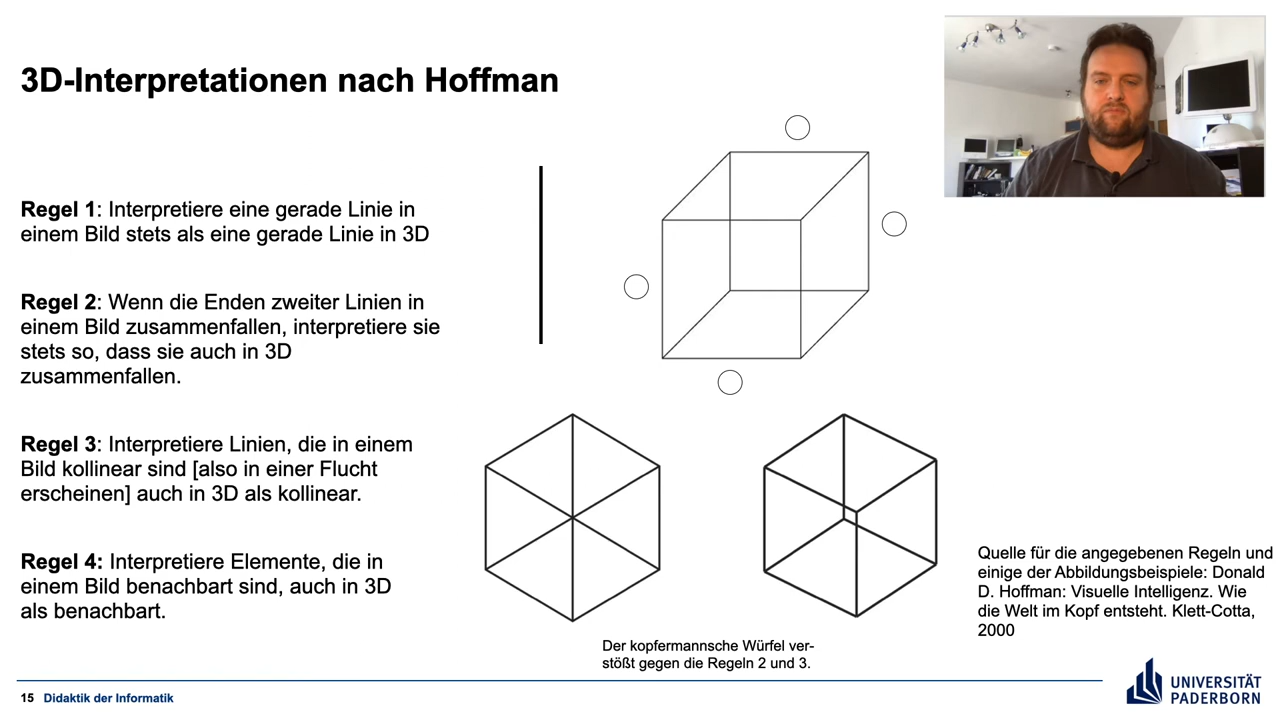 3D-Interpretationen nach Hoffman
Regel 1: Interpretiere eine gerade Linie in
einem Bild stets als eine gerade Linie in 3D
Regel 2: Wenn die Enden zweiter Linien in
einem Bild zusammenfallen, interpretiere sie
stets so, dass sie auch in 3D
zusammenfallen.
Regel 3: Interpretiere Linien, die in einem
Bild kollinear sind [also in einer Flucht
erscheinen] auch in 3D als kollinear.
Regel 4: Interpretiere Elemente, die in
einem Bild benachbart sind, auch in 3D
als benachbart.
Der kopfermannsche Würfel ver-
stößt gegen die Regeln 2 und 3.
Quelle für die angegebenen Regeln und
einige der Abbildungsbeispiele: Donald
D. Hoffman: Visuelle Intelligenz. Wie
die Welt im Kopf entsteht. Klett-Cotta,
2000
15 Didaktik der Informatik
UNIVERSITÄT
PADERBORN